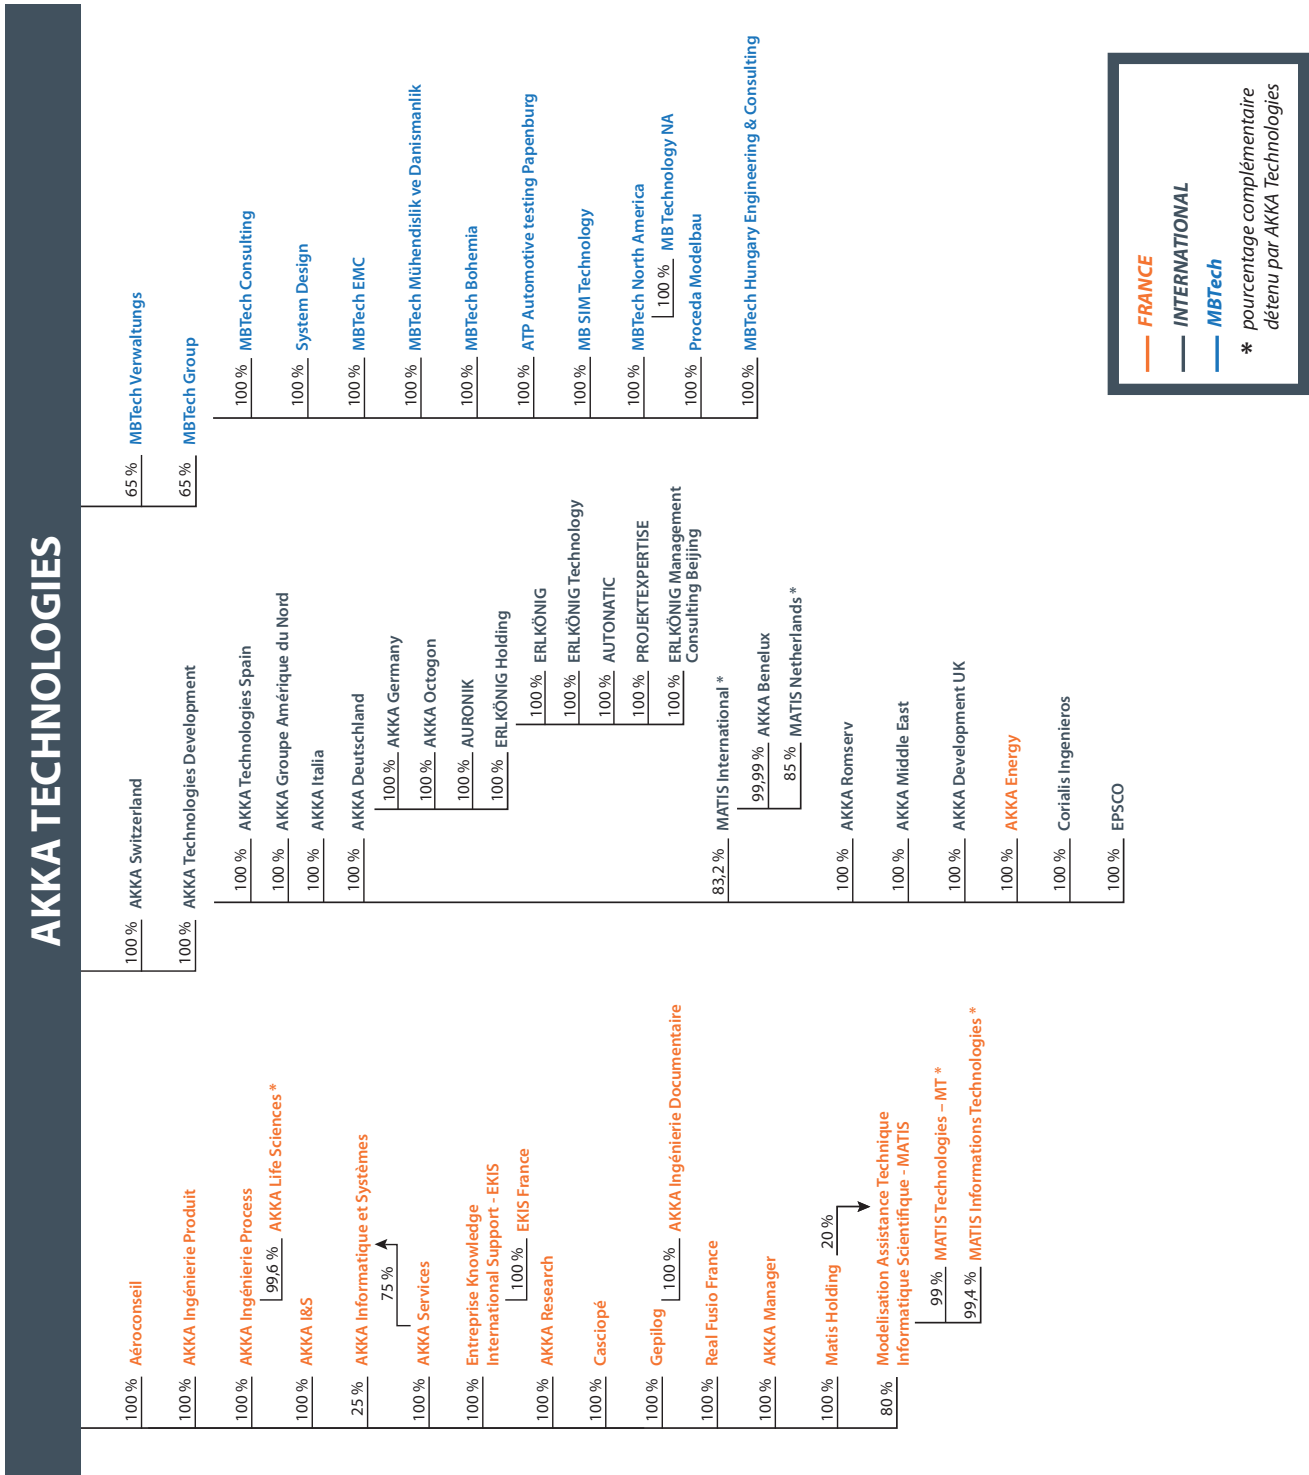 AKKA TECHNOLOGIES
100 % Aéroconseil
100 % AKKA Ingénierie Produit
100 % AKKA Ingénierie Process
99,6 % AKKA Life Sciences *
100 % AKKA I&S
25 % AKKA Informatique et Systèmes
75 %
100 % AKKA Services
100 % Entreprise Knowledge
International Support - EKIS
100 % EKIS France
100 % AKKA Research
100 % Casciopé
100 % Gepilog
100 % AKKA Ingénierie Documentaire
100 % Real Fusio France
100 % AKKA Manager
100 % Matis Holding 20 %
80 % Modelisation Assistance Technique
Informatique Scientifique - MATIS
99 % MATIS Technologies – MT *
99,4 % MATIS Informations Technologies *
100 % AKKA Switzerland
100 % AKKA Technologies Development
100 % AKKA Technologies Spain
100 % AKKA Groupe Amérique du Nord
100 % AKKA Italia
100 % AKKA Deutschland
100 % AKKA Germany
100 % AKKA Octogon
100 % AURONIK
100 % ERLKÖNIG Holding
100 % ERLKÖNIG
100 % ERLKÖNIG Technology
100 % AUTONATIC
100 % PROJEKTEXPERTISE
100 % ERLKÖNIG Management
Consulting Beijing
83,2 % MATIS International *
99,99 % AKKA Benelux
85 % MATIS Netherlands *
100 % AKKA Romserv
100 % AKKA Middle East
100 % AKKA Development UK
100 % AKKA Energy
100 % Corialis Ingenieros
100 % EPSCO
65 % MBTech Verwaltungs
65 % MBTech Group
100 % MBTech Consulting
100 % System Design
100 % MBTech EMC
100 % MBTech Mühendislik ve Danismanlik
100 % MBTech Bohemia
100 % ATP Automotive testing Papenburg
100 % MB SIM Technology
100 % MBTech North America
100 % MB Technology NA
100 % Proceda Modelbau
100 % MBTech Hungary Engineering & Consulting
FRANCE
INTERNATIONAL
MBTech
* pourcentage complémentaire
détenu par AKKA Technologies